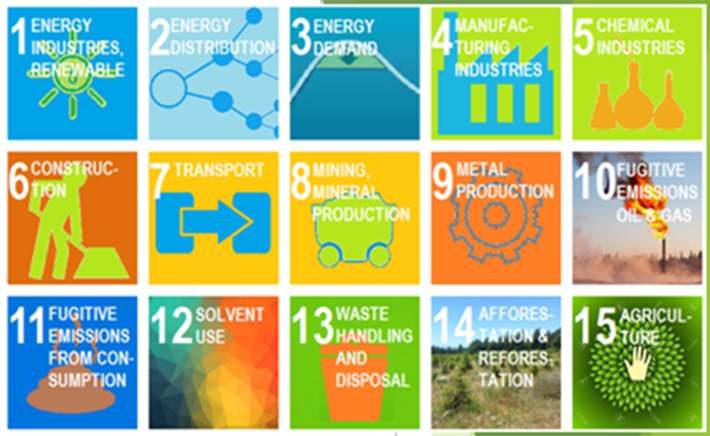 1 ENERGY
INDUSTRIES,
RENEWABLE
2 ENERGY
DISTRIBUTION
3 ENERGY
DEMAND
4 MANUFAC-
TURING
INDUSTRIES
5 CHEMICAL
INDUSTRIES
6 CONSTRUC-
TION
7 TRANSPORT
8 MINING,
MINERAL
PRODUCTION
9 METAL
PRODUCTION
10 FUGITIVE
EMISSIONS
OIL & GAS
11 FUGITIVE
EMISSIONS
FROM CON-
SUMPTION
12 SOLVENT
USE
13 WASTE
HANDLING
AND
DISPOSAL
14 AFFORES-
TATION &
REFORES-
TATION
15 AGRICUL-
TURE